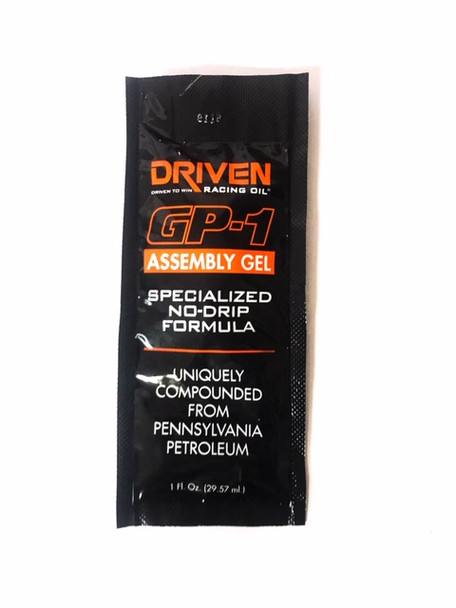 DRIVEN
DRIVEN TO WIN RACING OIL®
GP-1
ASSEMBLY GEL
SPECIALIZED
NO-DRIP
FORMULA
UNIQUELY
COMPOUNDED
FROM
PENNSYLVANIA
PETROLEUM
1 Fl. Oz. (29.57 ml.)